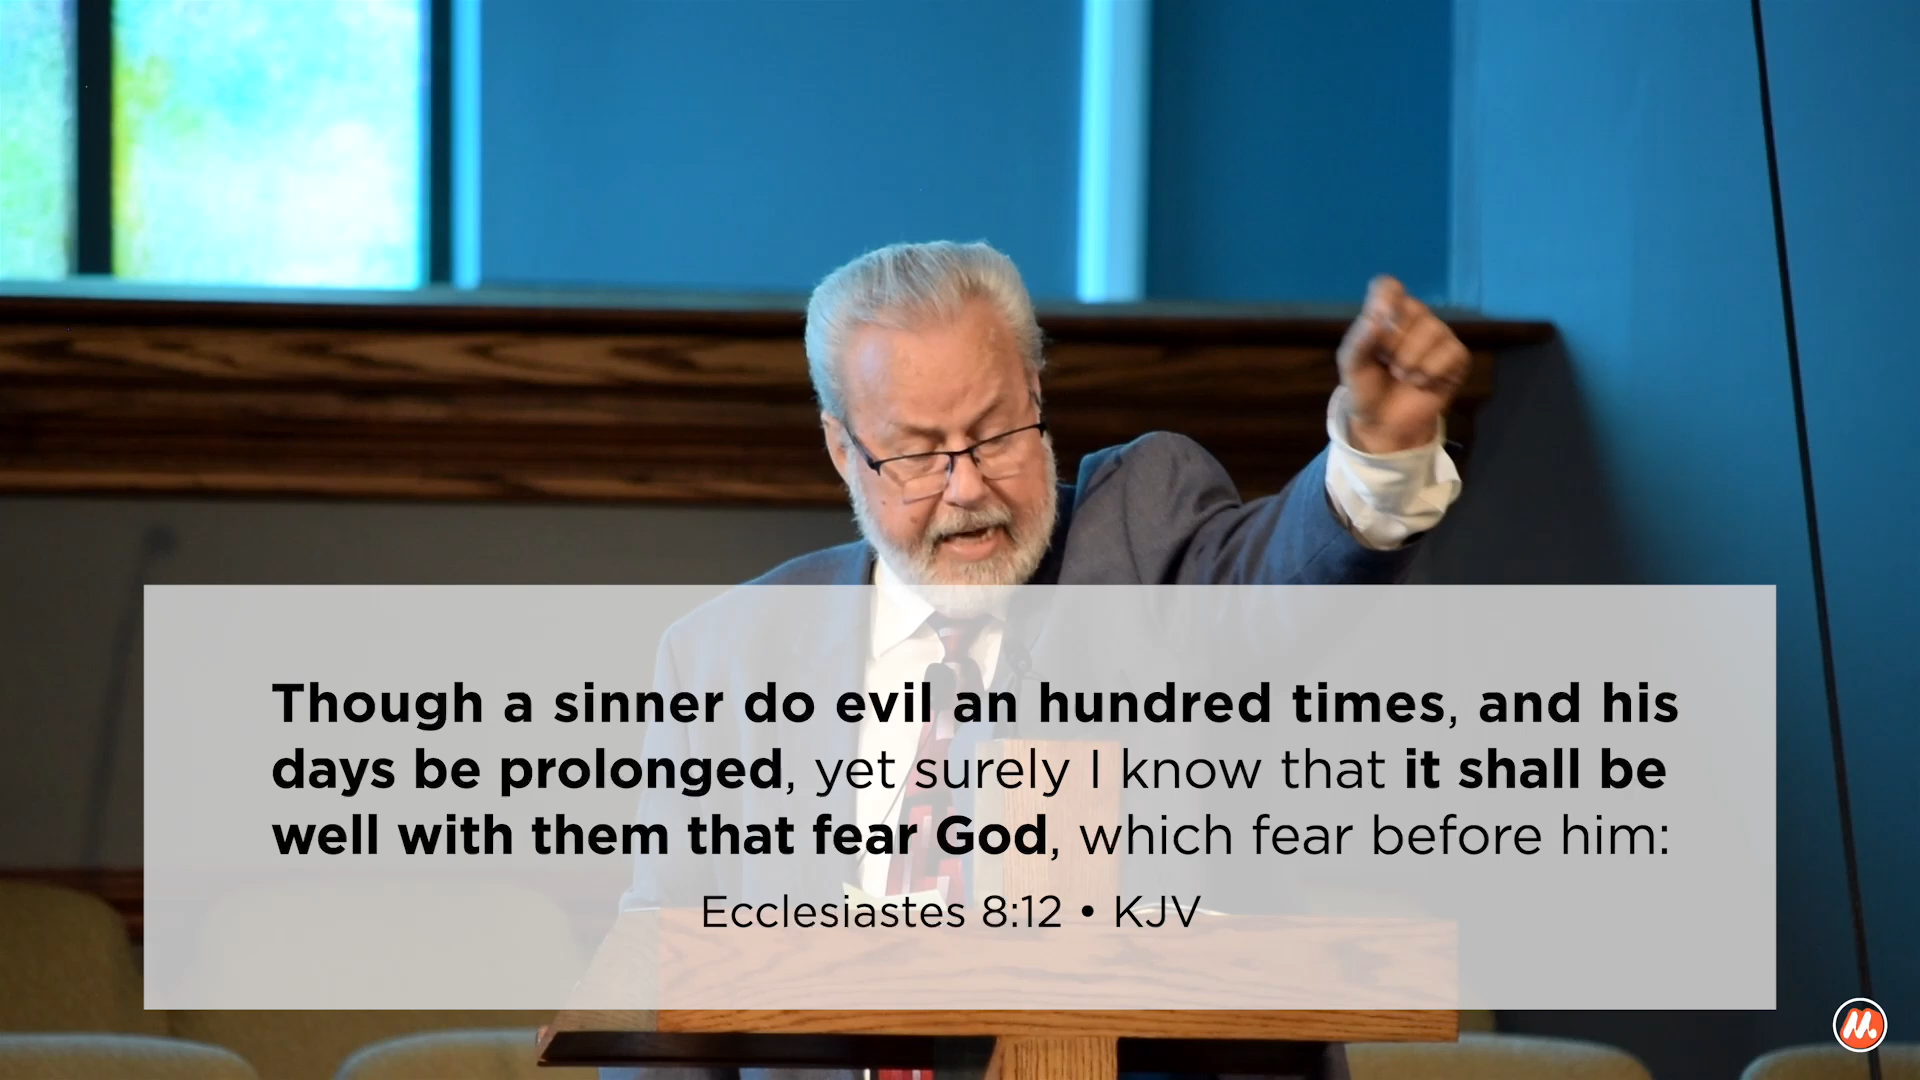 Though a sinner do evil an hundred times, and his
days be prolonged, yet surely I know that it shall be
well with them that fear God, which fear before him:
Ecclesiastes 8:12 • KJV
M